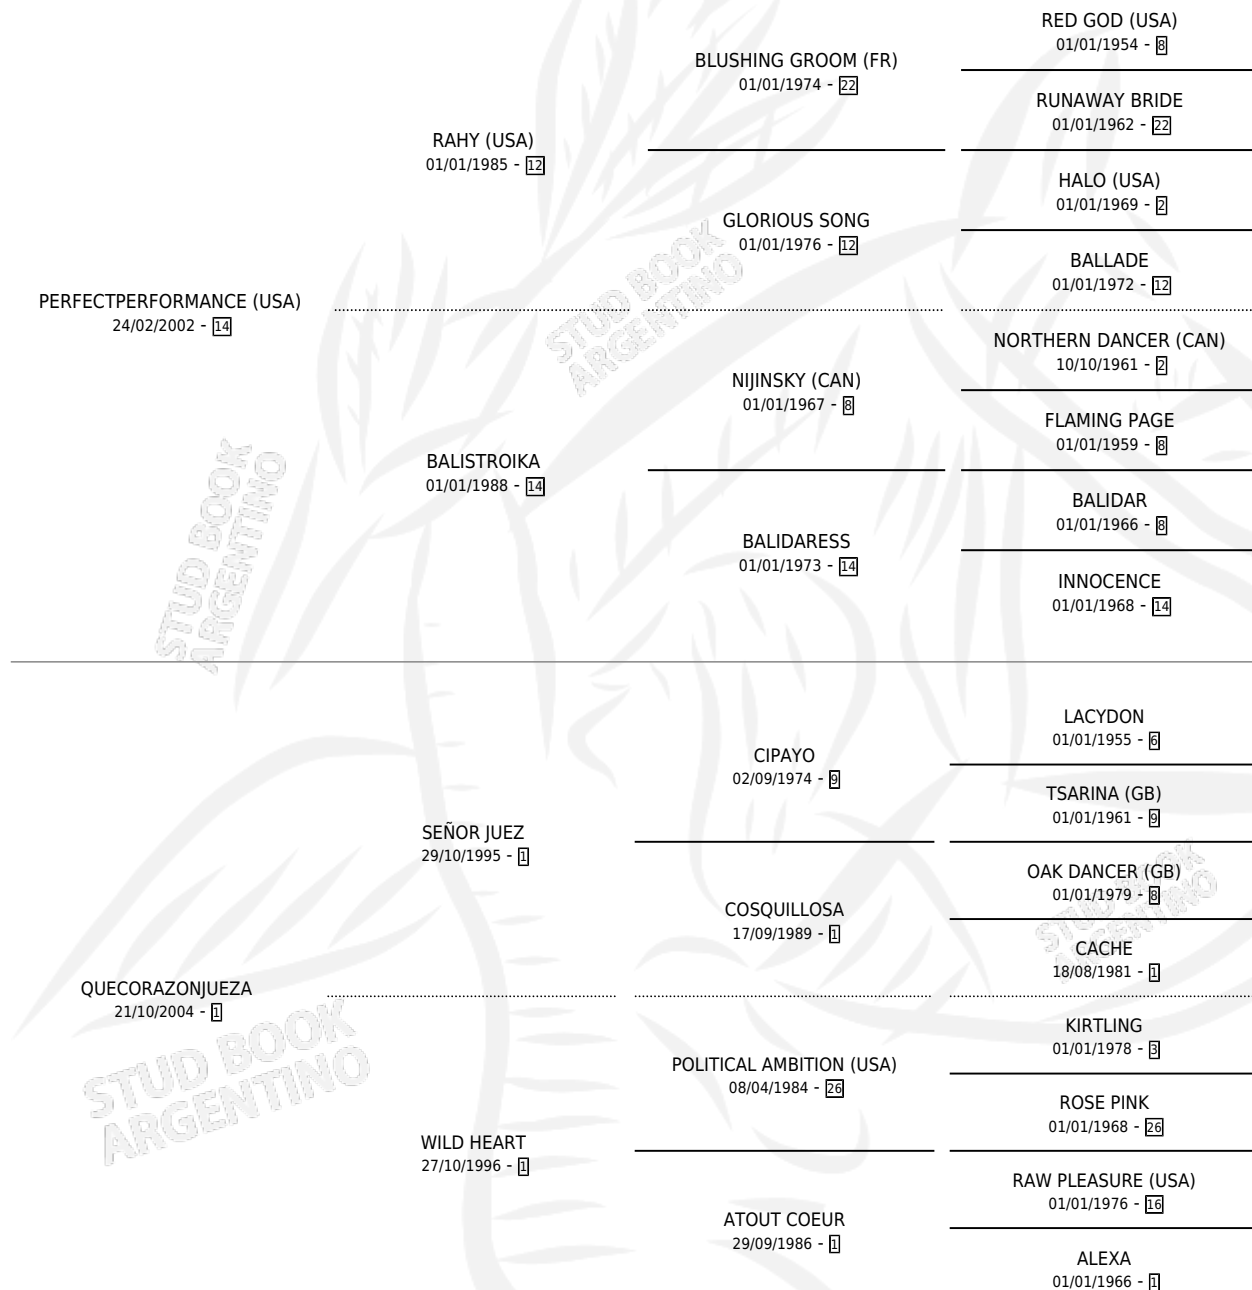 RED GOD (USA)
01/01/1954 - 8
BLUSHING GROOM (FR)
01/01/1974 - 22
RUNAWAY BRIDE
01/01/1962 - 22
RAHY (USA)
01/01/1985 - 12
HALO (USA)
01/01/1969 - 2
GLORIOUS SONG
01/01/1976 - 12
BALLADE
01/01/1972 - 12
PERFECTPERFORMANCE (USA)
24/02/2002 - 14
NORTHERN DANCER (CAN)
10/10/1961 - 2
NIJINSKY (CAN)
01/01/1967 - 8
FLAMING PAGE
01/01/1959 - 8
BALISTROIKA
01/01/1988 - 14
BALIDAR
01/01/1966 - 8
BALIDARESS
01/01/1973 - 14
INNOCENCE
01/01/1968 - 14
LACYDON
01/01/1955 - 6
CIPAYO
02/09/1974 - 9
TSARINA (GB)
01/01/1961 - 9
SEÑOR JUEZ
29/10/1995 - 1
OAK DANCER (GB)
01/01/1979 - 8
COSQUILLOSA
17/09/1989 - 1
CACHE
18/08/1981 - 1
QUECORAZONJUEZA
21/10/2004 - 1
KIRTLING
01/01/1978 - 3
POLITICAL AMBITION (USA)
08/04/1984 - 26
ROSE PINK
01/01/1968 - 26
WILD HEART
27/10/1996 - 1
RAW PLEASURE (USA)
01/01/1976 - 16
ATOUT COEUR
29/09/1986 - 1
ALEXA
01/01/1966 - 1
STUD BOOK
ARGENTINO
STUD BOOK
ARGENTINO
STUD BOOK
ARGENTINO
STUD BOOK
ARGENTINO